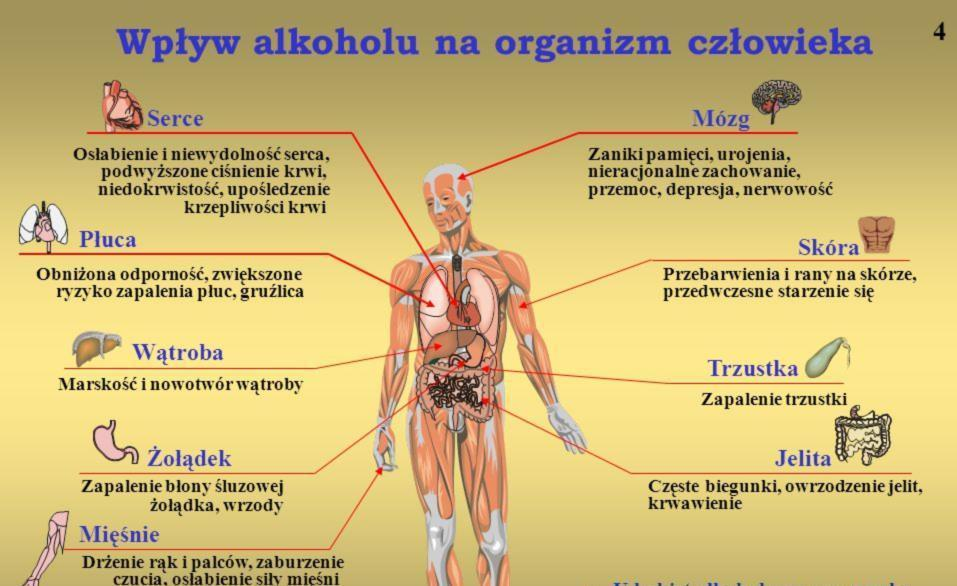 Wpływ alkoholu na organizm człowieka
4
Serce
Osłabienie i niewydolność serca,
podwyższone ciśnienie krwi,
niedokrwistość, upośledzenie
krzepliwości krwi
Płuca
Obniżona odporność, zwiększone
ryzyko zapalenia płuc, gruźlica
Wątroba
Marskość i nowotwór wątroby
Żołądek
Zapalenie błony śluzowej
żołądka, wrzody
Mięśnie
Drżenie rąk i palców, zaburzenie
czucia, osłabienie siły mięśni
Mózg
Zaniki pamięci, urojenia,
nieracjonalne zachowanie,
przemoc, depresja, nerwowość
Skóra
Przebarwienia i rany na skórze,
przedwczesne starzenie się
Trzustka
Zapalenie trzustki
Jelita
Częste biegunki, owrzodzenie jelit,
krwawienie